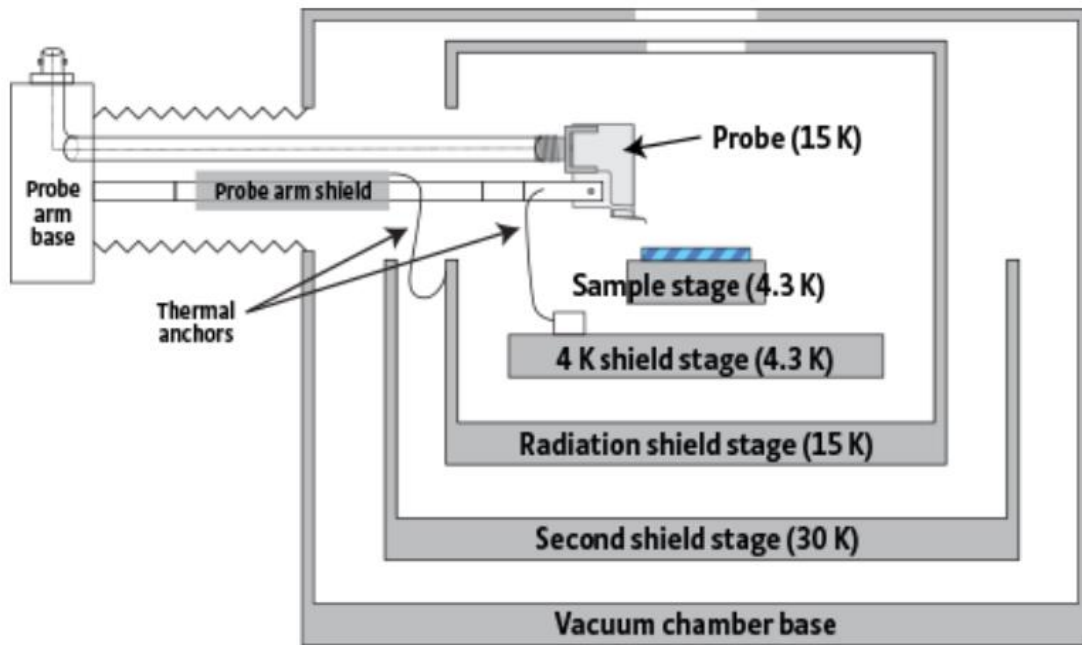 Probe (15 K)
Probe
arm
base
Probe arm shield
Thermal
anchors
Sample stage (4.3 K)
4 K shield stage (4.3 K)
Radiation shield stage (15 K)
Second shield stage (30 K)
Vacuum chamber base